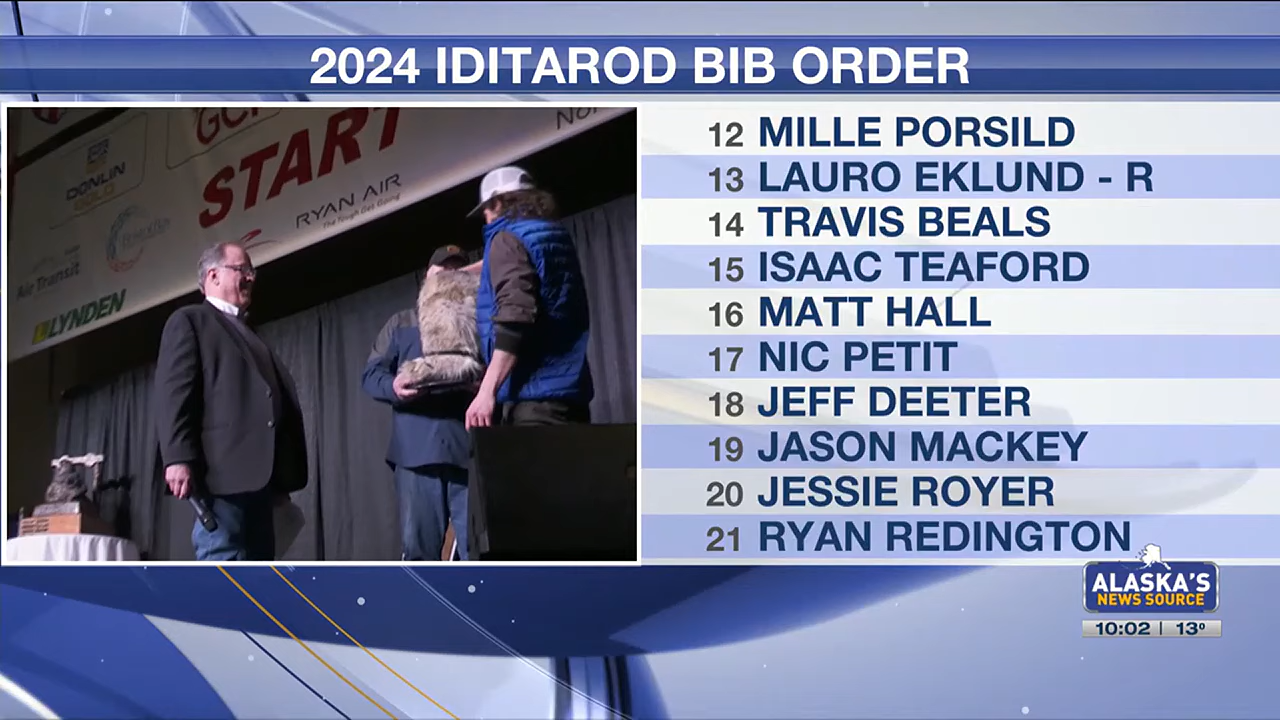 2024 IDITAROD BIB ORDER
GCI
START
DONLIN
GOLD
RYAN AIR
The Tough Get Going
Air Transit
LYNDEN
12 MILLE PORSILD
13 LAURO EKLUND - R
14 TRAVIS BEALS
15 ISAAC TEAFORD
16 MATT HALL
17 NIC PETIT
18 JEFF DEETER
19 JASON MACKEY
20 JESSIE ROYER
21 RYAN REDINGTON
ALASKA'S
NEWS SOURCE
10:02 | 13°